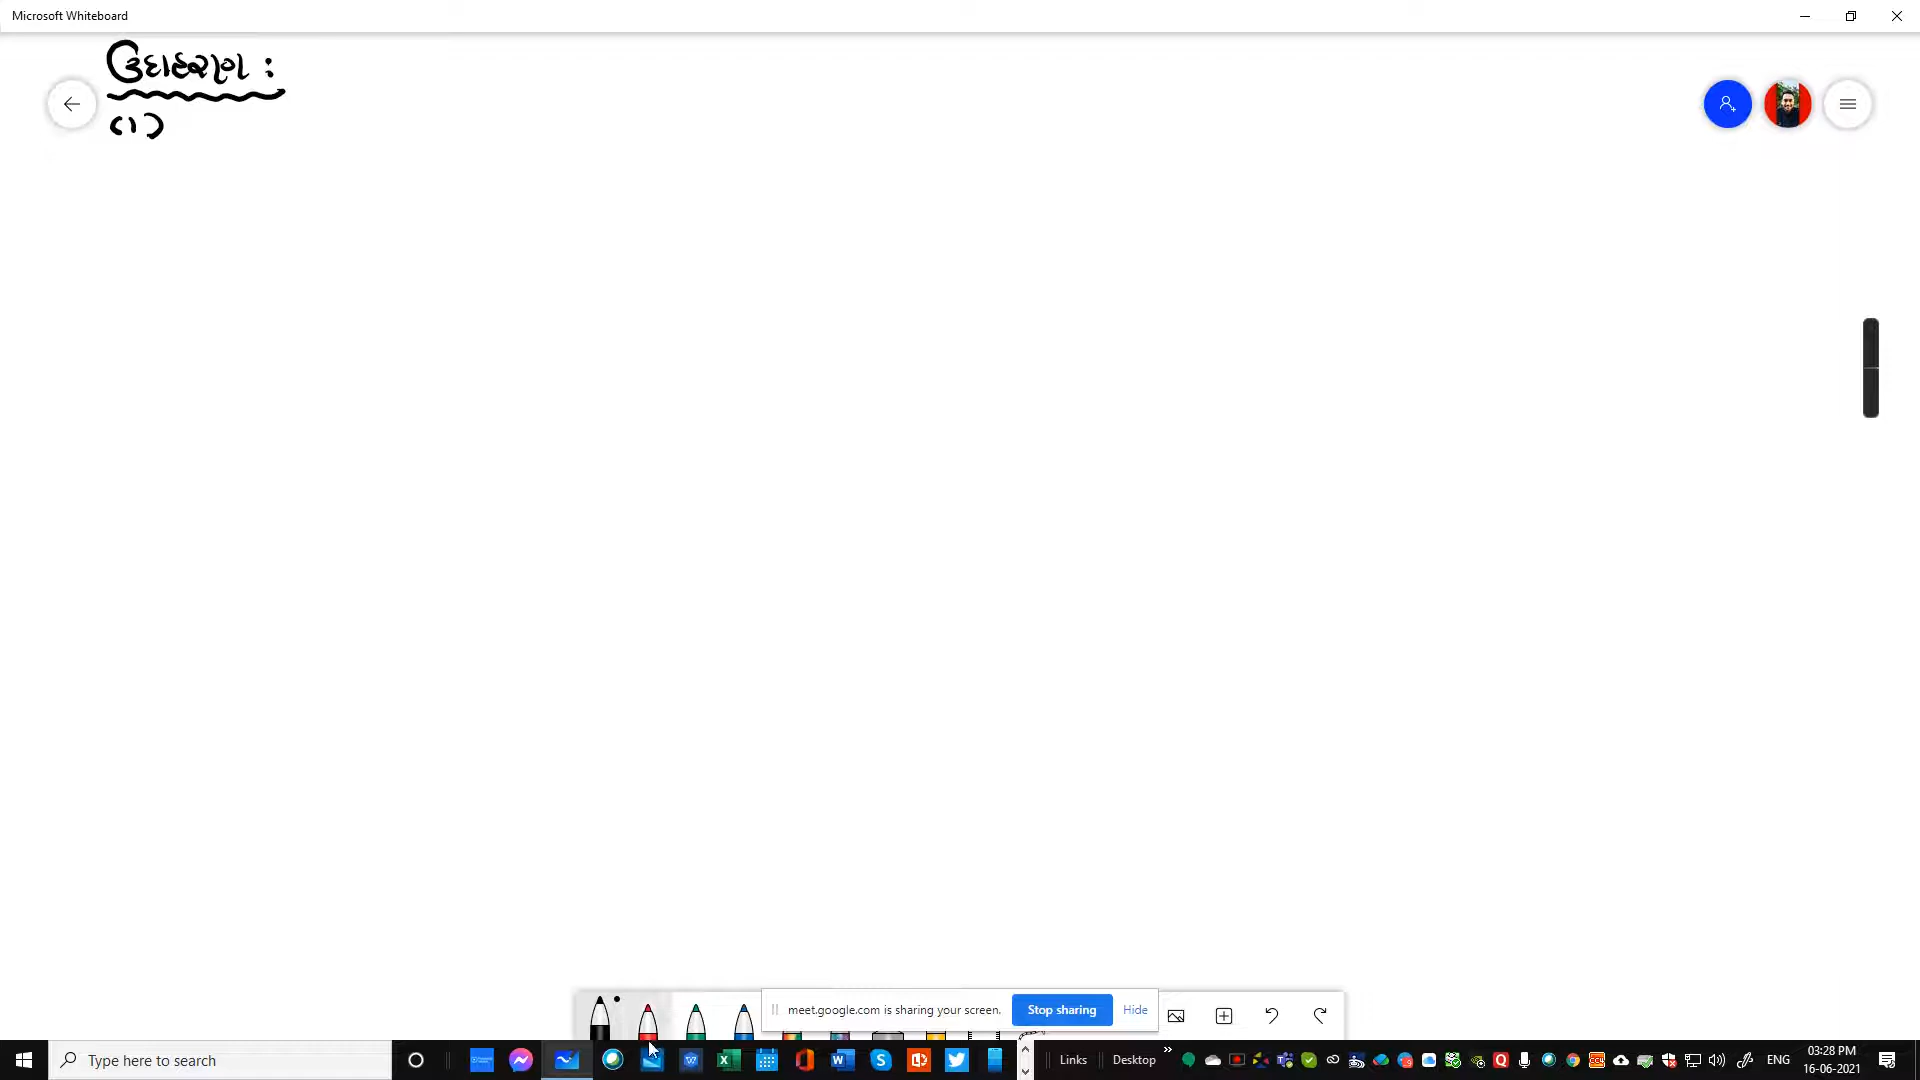 Microsoft Whiteboard
ઉદાહરણ :
(1)
meet.google.com is sharing your screen.
Stop sharing
Hide
Type here to search
Links
Desktop
ENG
03:28 PM
16-06-2021